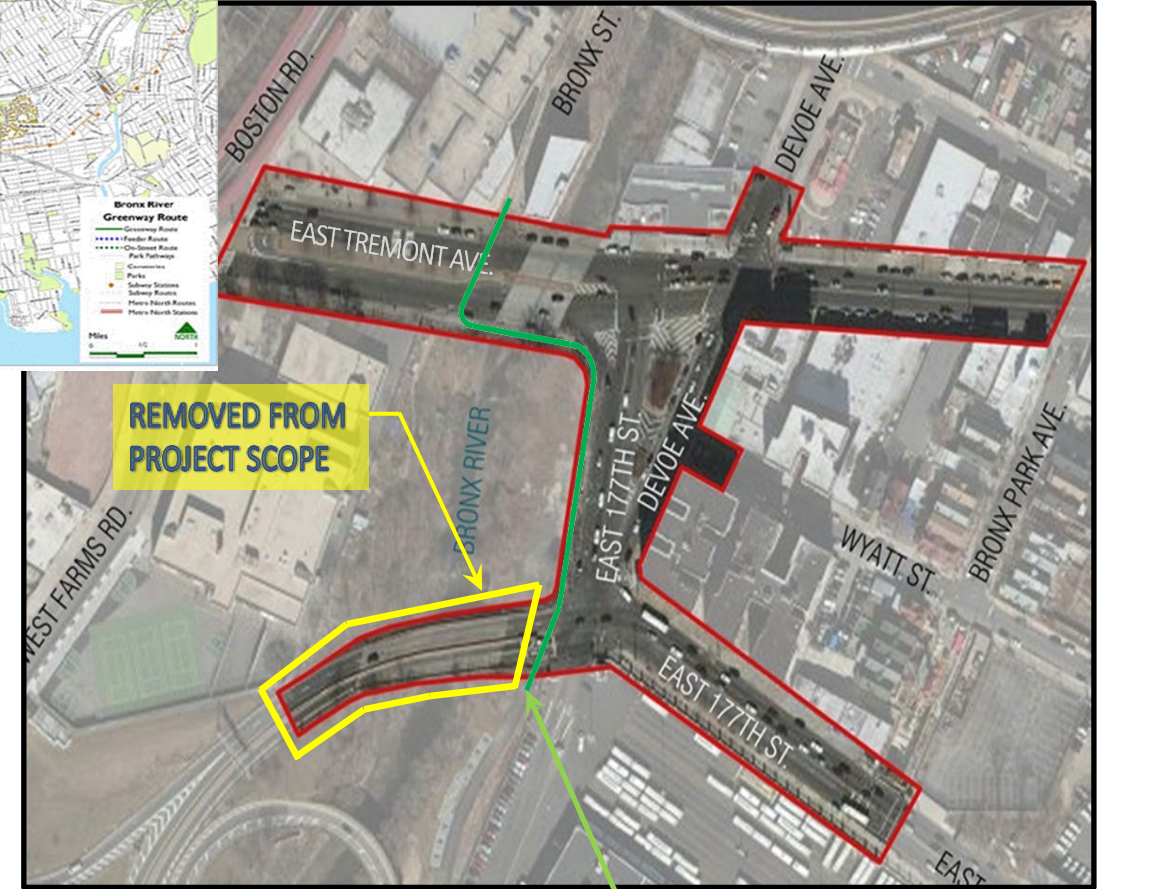 BOSTON RD.
BRONX ST.
DEVOE AVE.
Bronx River
Greenway Route
Greenway Route
Feeder Route
On-Street Route
Park Pathways
Cemeteries
Parks
Subway Stations
Subway Routes
Metro North Routes
Metro North Stations
Miles
NORTH
EAST TREMONT AVE.
REMOVED FROM
PROJECT SCOPE
BRONX RIVER
EAST 177TH ST.
DEVOE AVE.
WYATT ST.
BRONX PARK AVE.
WEST FARMS RD.
EAST 177TH ST.
EAST